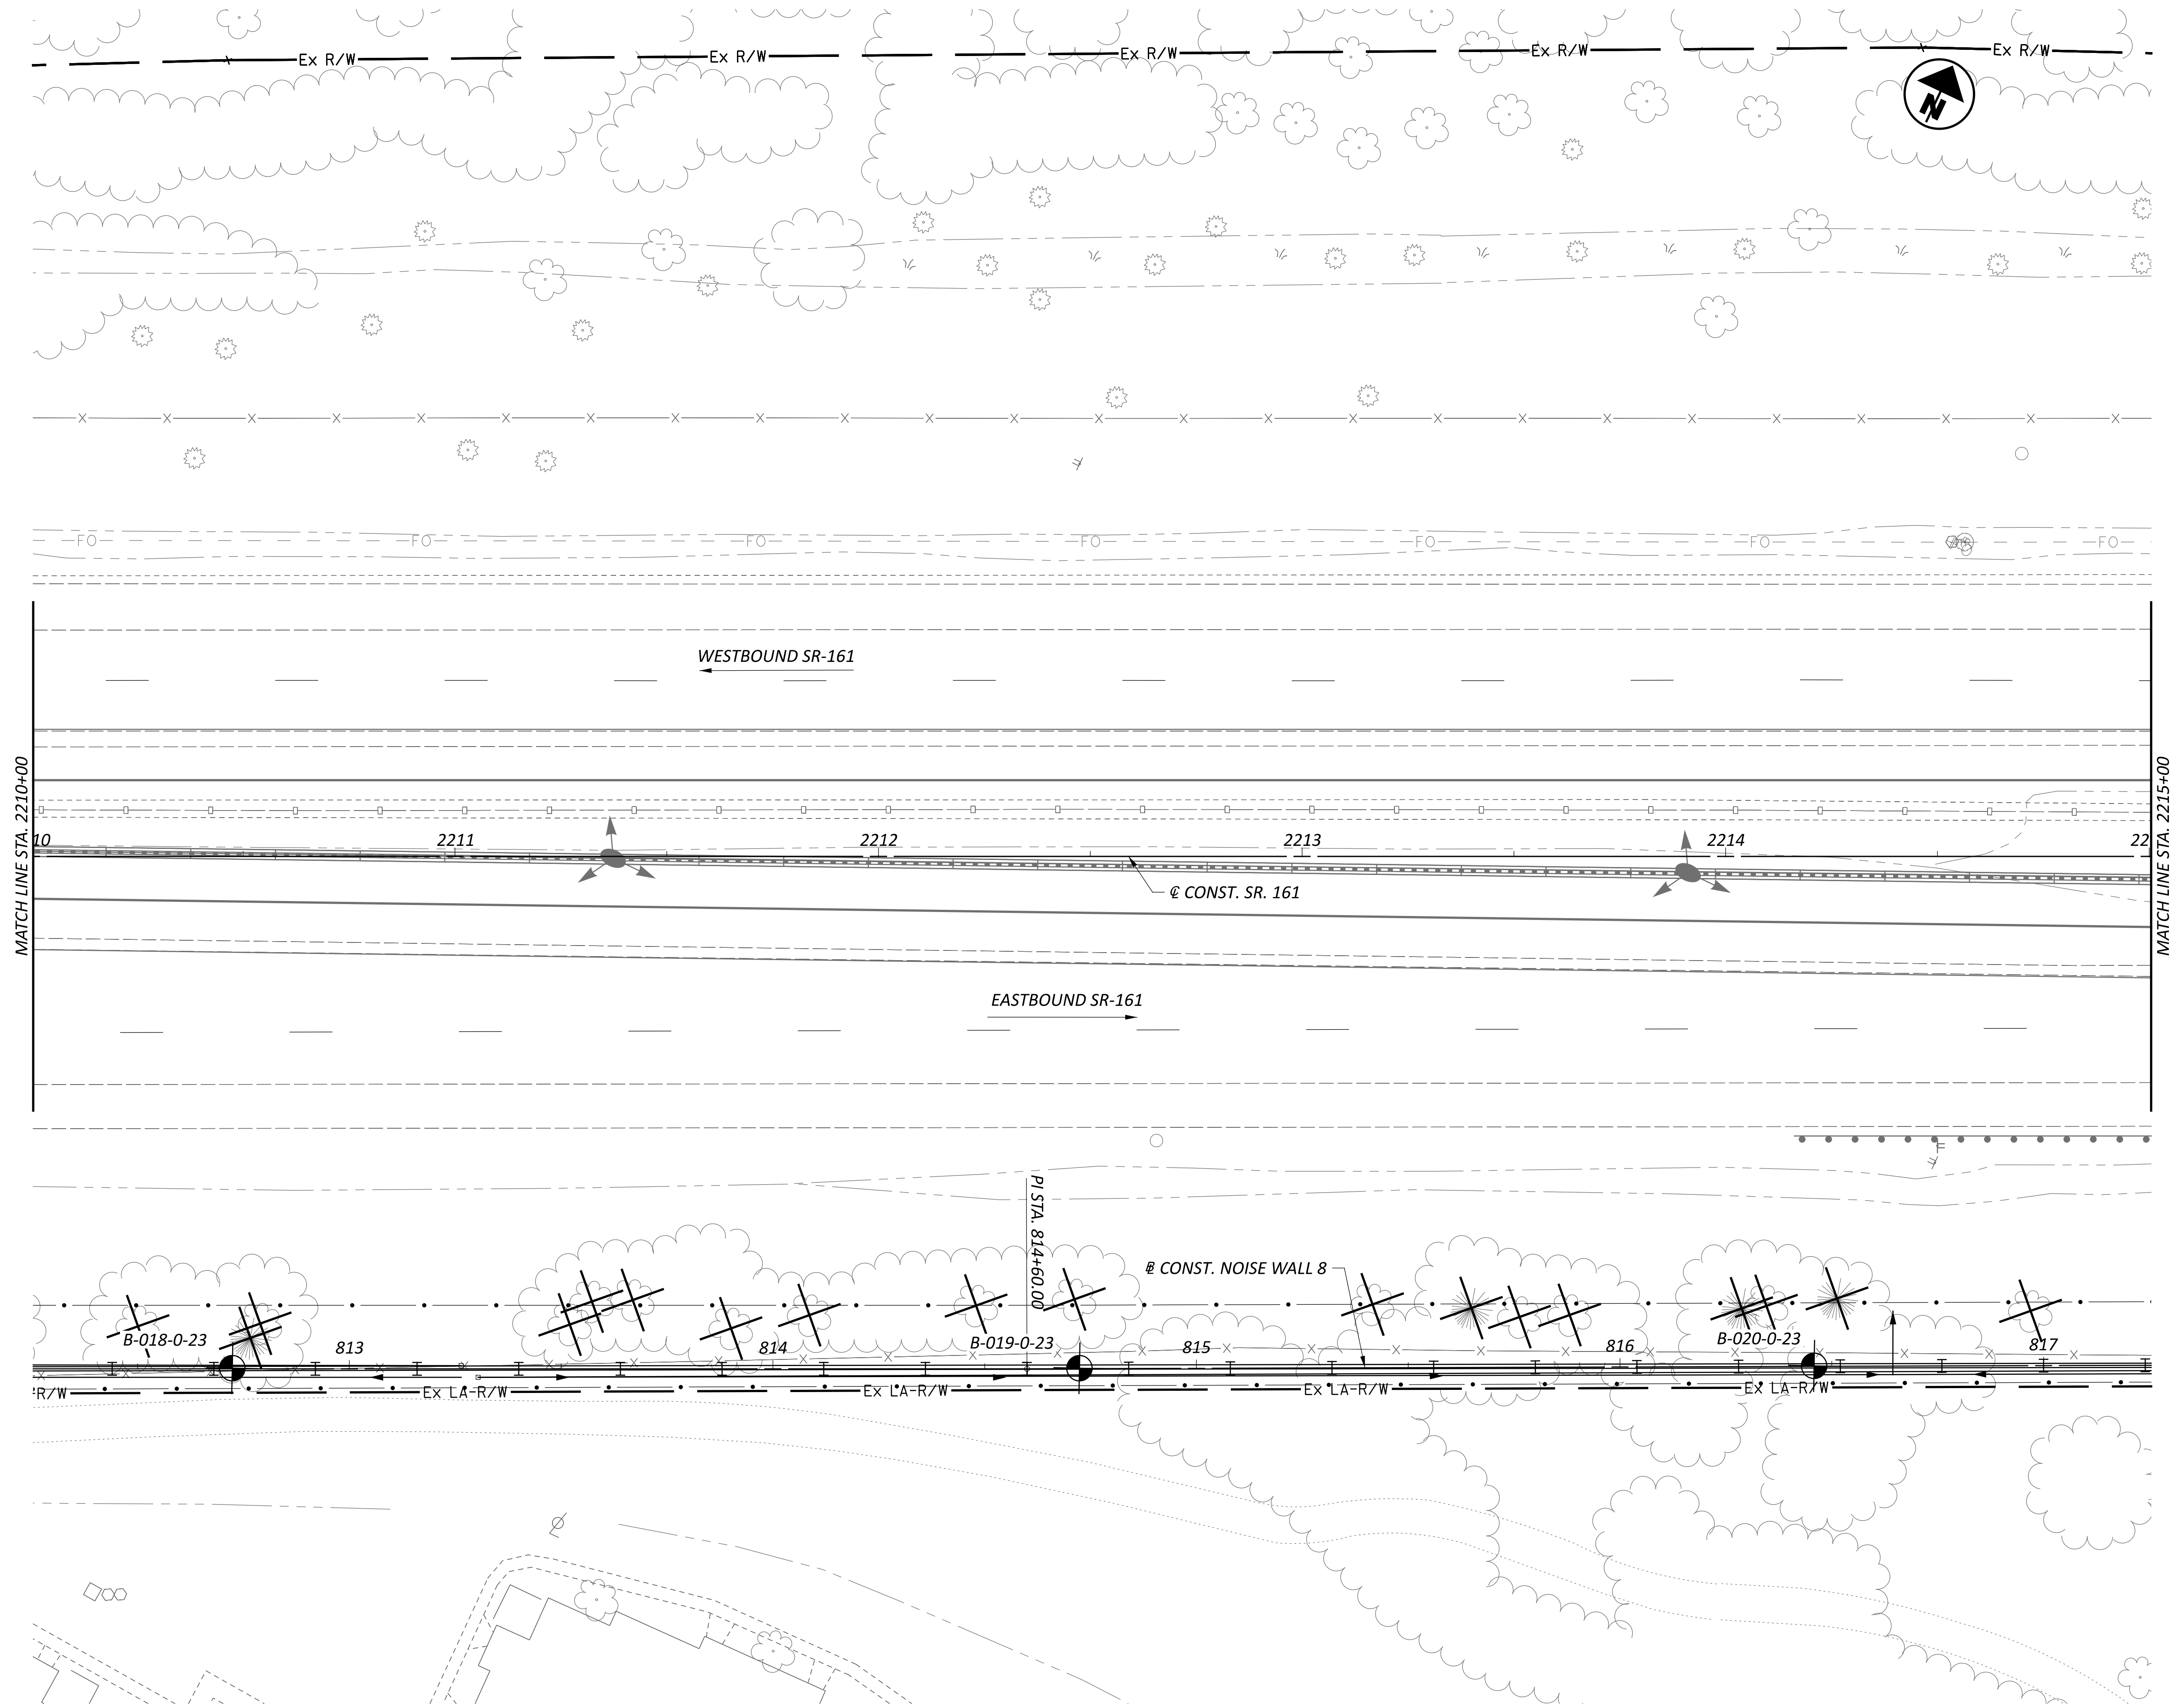 Ex R/W
Ex R/W
Ex R/W
Ex R/W
Ex R/W
N
FO
FO
FO
FO
FO
FO
FO
WESTBOUND SR-161
MATCH LINE STA. 2210+00
MATCH LINE STA. 2215+00
10
2211
2212
2213
2214
22
℄ CONST. SR. 161
EASTBOUND SR-161
PI STA. 814+60.00
BL CONST. NOISE WALL 8
B-018-0-23
813
814
B-019-0-23
815
816
B-020-0-23
817
R/W
Ex LA-R/W
Ex LA-R/W
Ex LA-R/W
Ex LA-R/W